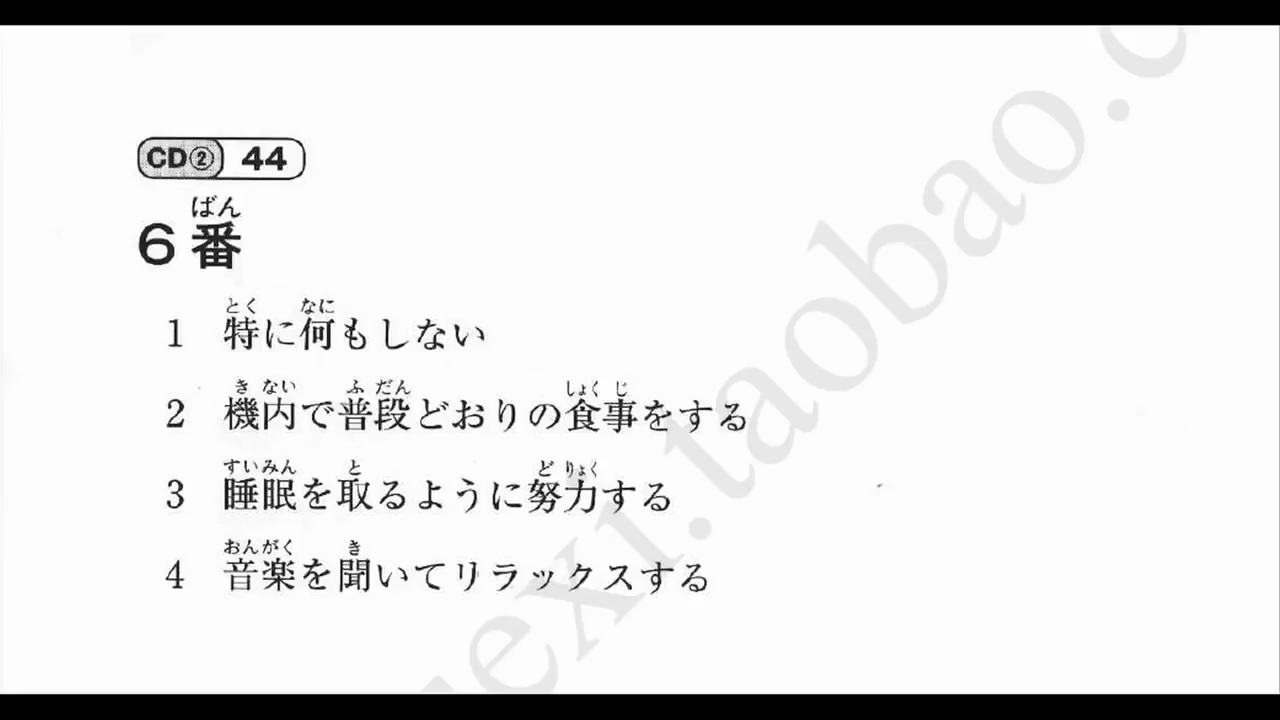 CD② 44
ばん
6番
とく なに
1 特に何もしない
き ない ふ だん しょく じ
2 機内で普段どおりの食事をする
すいみん と ど りょく
3 睡眠を取るように努力する
おんがく き
4 音楽を聞いてリラックスする
exi.taobao.c